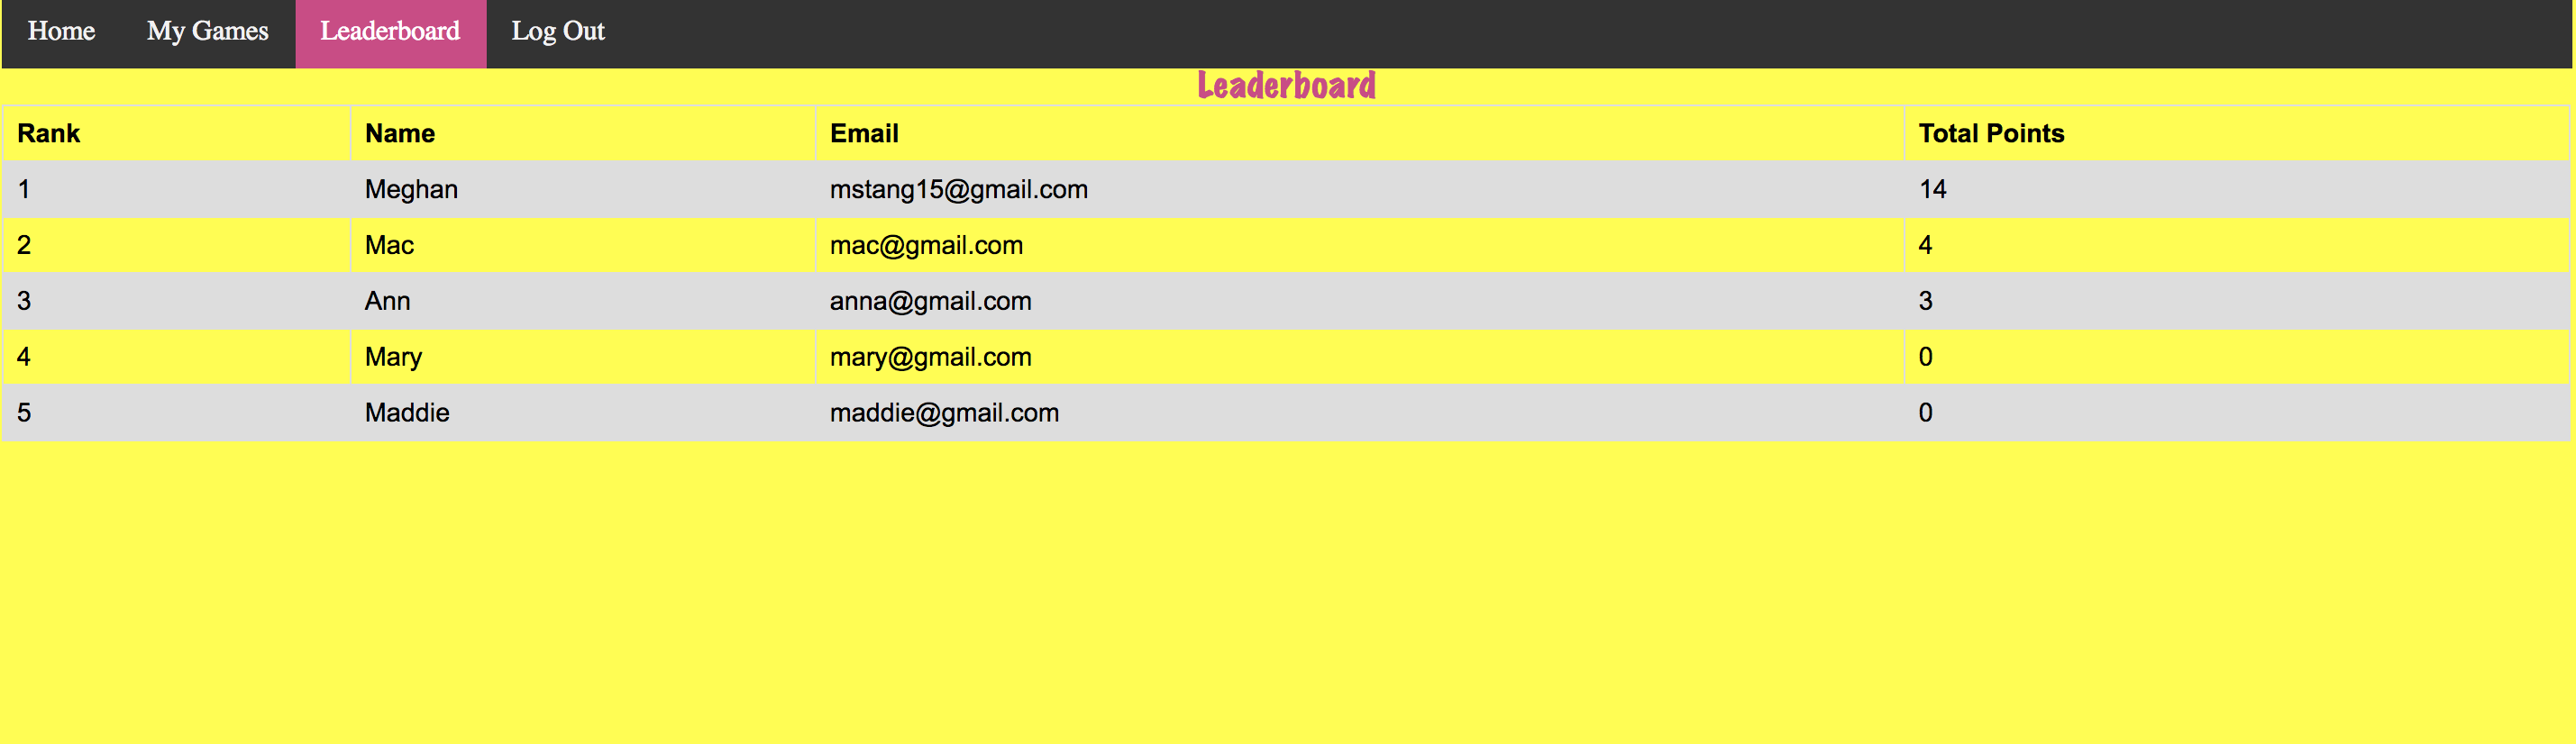 Home My Games Leaderboard Log Out
Leaderboard
Rank Name Email Total Points
1 Meghan mstang15@gmail.com 14
2 Mac mac@gmail.com 4
3 Ann anna@gmail.com 3
4 Mary mary@gmail.com 0
5 Maddie maddie@gmail.com 0